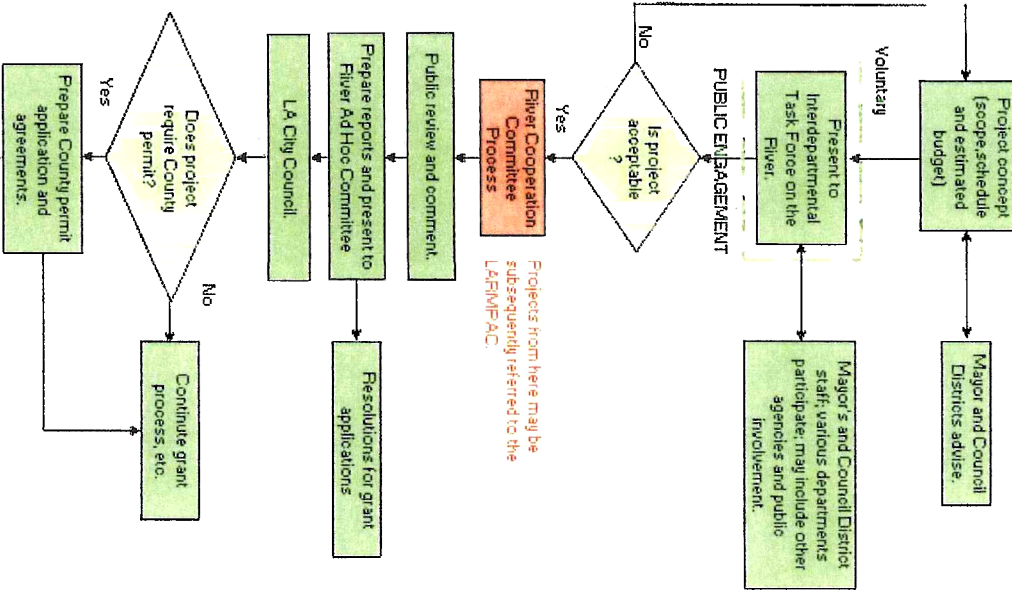 Project concept
(scope,schedule
and estimated
budget)
Mayor and Council
Districts advise.
Voluntary
Present to
Interdepartmental
Task Force on the
River.
Mayor's and Council District
staff; various departments
participate; may include other
agencies and public
involvement.
PUBLIC ENGAGEMENT
No
Is project
acceptable
?
Yes
River Cooperation
Committee
Process
Projects from here may be
subsequently referred to the
LARMPAC.
Public review and comment.
Prepare reports and present to
River Ad Hoc Committee
Resolutions for grant
applications
LA City Council.
Does project
require County
permit?
No
Yes
Prepare County permit
application and
agreements.
Continute grant
process, etc.